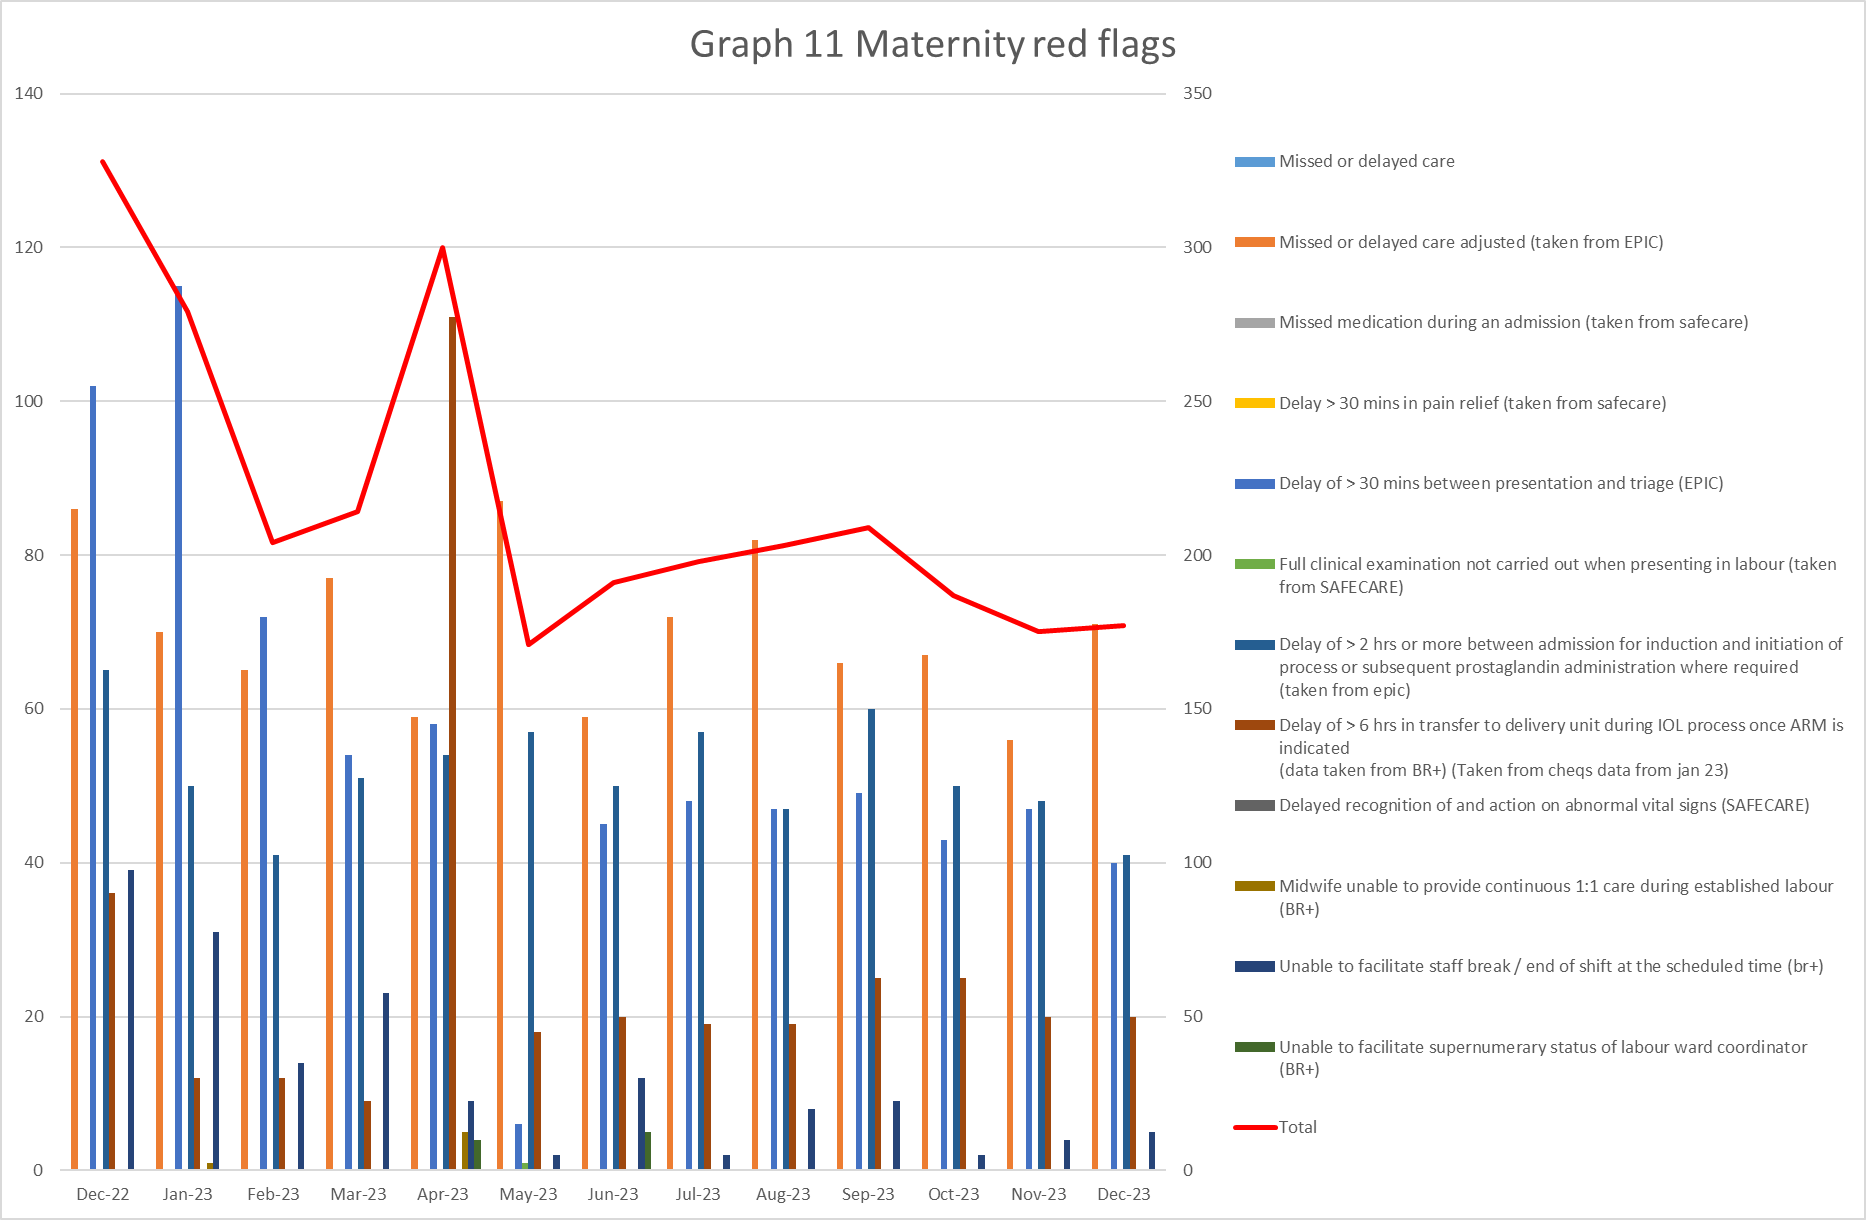 Graph 11 Maternity red flags
140
120
100
80
60
40
20
0
350
300
250
200
150
100
50
0
Dec-22
Jan-23
Feb-23
Mar-23
Apr-23
May-23
Jun-23
Jul-23
Aug-23
Sep-23
Oct-23
Nov-23
Dec-23
Missed or delayed care
Missed or delayed care adjusted (taken from EPIC)
Missed medication during an admission (taken from safecare)
Delay > 30 mins in pain relief (taken from safecare)
Delay of > 30 mins between presentation and triage (EPIC)
Full clinical examination not carried out when presenting in labour (taken
from SAFECARE)
Delay of > 2 hrs or more between admission for induction and initiation of
process or subsequent prostaglandin administration where required
(taken from epic)
Delay of > 6 hrs in transfer to delivery unit during IOL process once ARM is
indicated
(data taken from BR+) (Taken from cheqs data from jan 23)
Delayed recognition of and action on abnormal vital signs (SAFECARE)
Midwife unable to provide continuous 1:1 care during established labour
(BR+)
Unable to facilitate staff break / end of shift at the scheduled time (br+)
Unable to facilitate supernumerary status of labour ward coordinator
(BR+)
Total